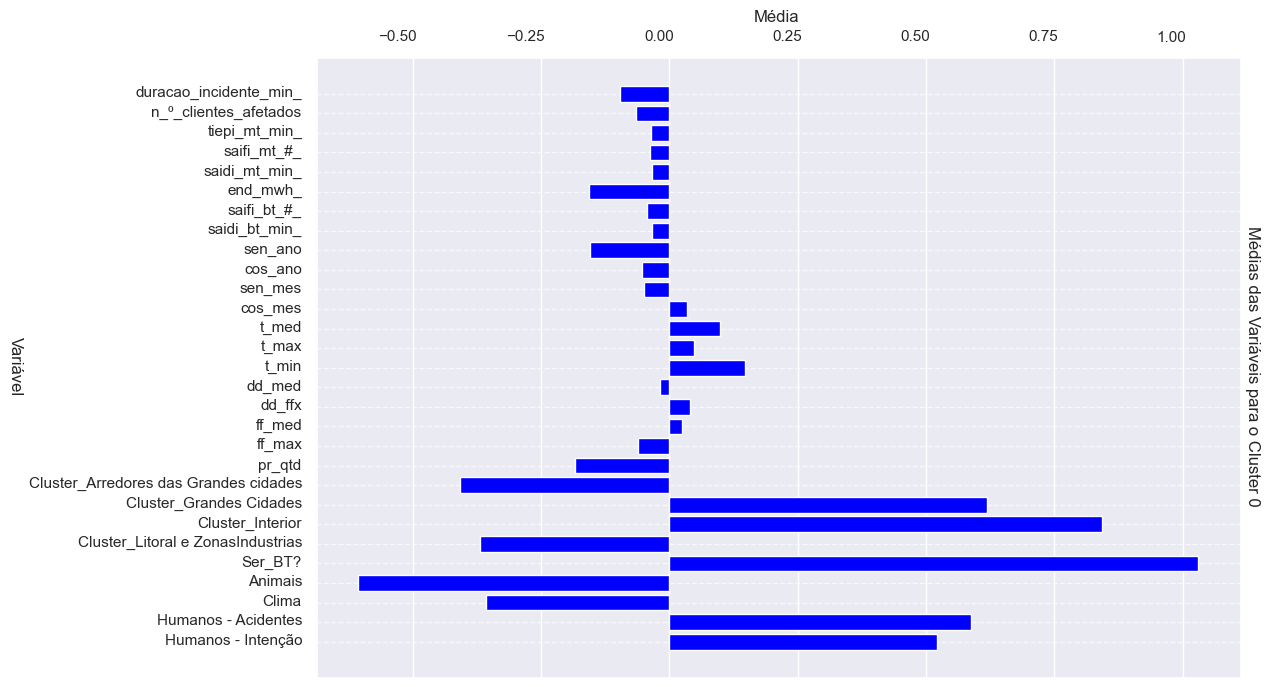 Média
−0.50 −0.25 0.00 0.25 0.50 0.75 1.00
duracao_incidente_min_
n_º_clientes_afetados
tiepi_mt_min_
saifi_mt_#_
saidi_mt_min_
end_mwh_
saifi_bt_#_
saidi_bt_min_
sen_ano
cos_ano
sen_mes
cos_mes
t_med
t_max
t_min
dd_med
dd_ffx
ff_med
ff_max
pr_qtd
Cluster_Arredores das Grandes cidades
Cluster_Grandes Cidades
Cluster_Interior
Cluster_Litoral e ZonasIndustrias
Ser_BT?
Animais
Clima
Humanos - Acidentes
Humanos - Intenção
Variável
Médias das Variáveis para o Cluster 0